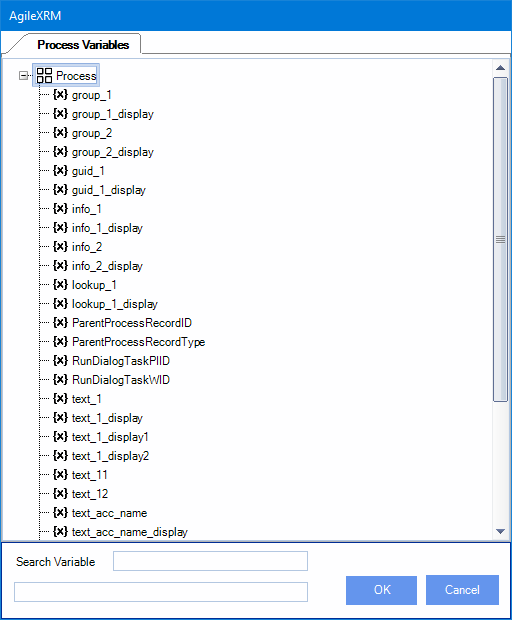 AgileXRM
Process Variables
Process
{x} group_1
{x} group_1_display
{x} group_2
{x} group_2_display
{x} guid_1
{x} guid_1_display
{x} info_1
{x} info_1_display
{x} info_2
{x} info_2_display
{x} lookup_1
{x} lookup_1_display
{x} ParentProcessRecordID
{x} ParentProcessRecordType
{x} RunDialogTaskPIID
{x} RunDialogTaskWID
{x} text_1
{x} text_1_display
{x} text_1_display1
{x} text_1_display2
{x} text_11
{x} text_12
{x} text_acc_name
{x} text_acc_name_display
Search Variable
OK Cancel